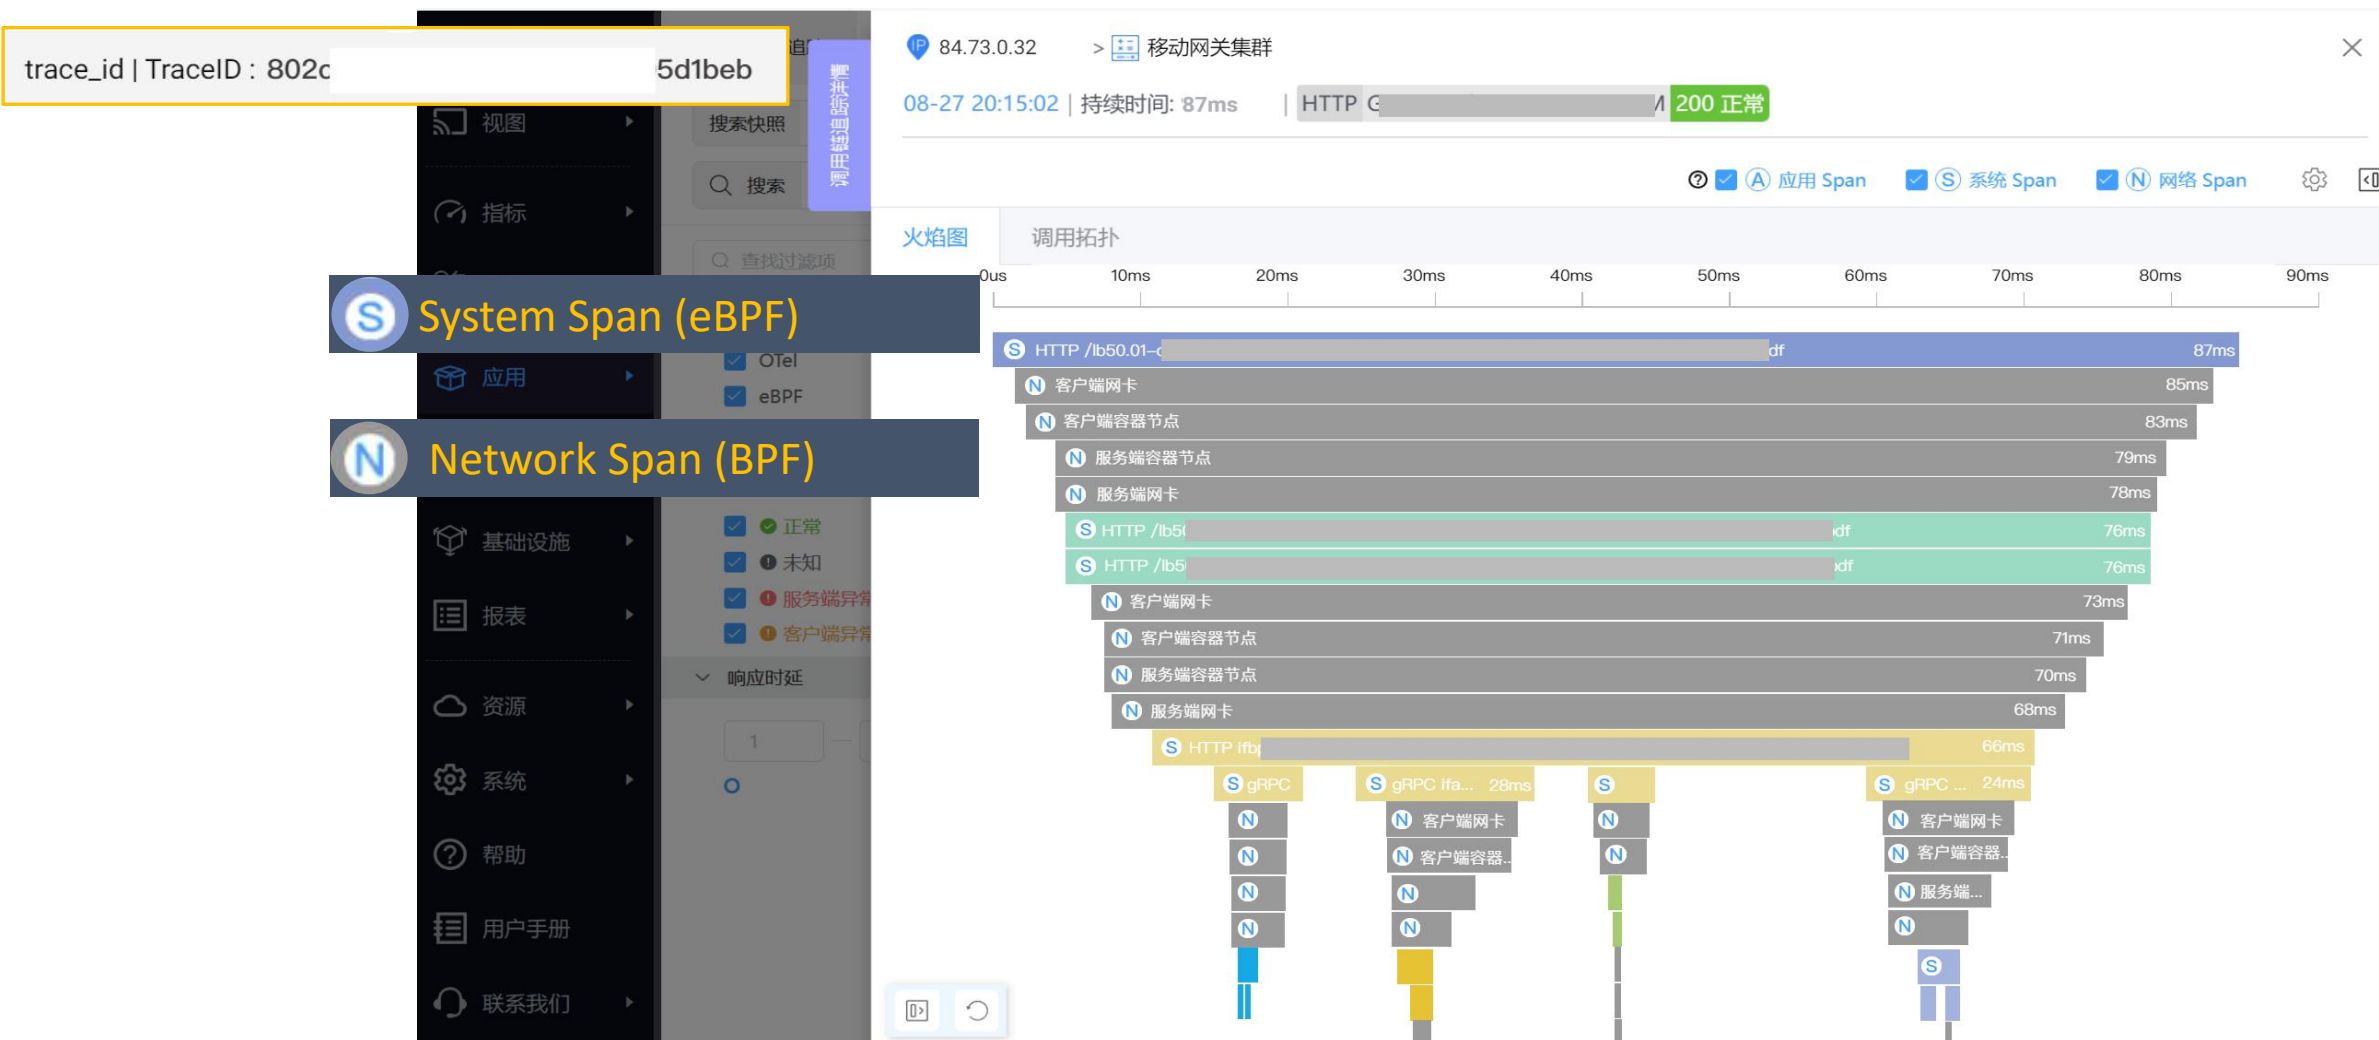 trace_id | TraceID : 802c 5d1beb
84.73.0.32 > 移动网关集群
08-27 20:15:02 | 持续时间: 87ms | HTTP 200 正常
应用 Span 系统 Span 网络 Span
火焰图 调用拓扑
调用链追踪详情
视图
指标
应用
基础设施
报表
资源
系统
帮助
用户手册
联系我们
搜索快照
搜索
查找过滤项
System Span (eBPF)
OTel
eBPF
Network Span (BPF)
正常
未知
服务端异常
客户端异常
响应时延
1
0us 10ms 20ms 30ms 40ms 50ms 60ms 70ms 80ms 90ms
S HTTP /lb50.01-c df 87ms
N 客户端网卡 85ms
N 客户端容器节点 83ms
N 服务端容器节点 79ms
N 服务端网卡 78ms
S HTTP /lb50 df 76ms
S HTTP /lb5 df 76ms
N 客户端网卡 73ms
N 客户端容器节点 71ms
N 服务端容器节点 70ms
N 服务端网卡 68ms
S HTTP ifbp 66ms
S gRPC S gRPC ifa... 28ms S S gRPC ... 24ms
N N 客户端网卡 N N 客户端网卡
N N 客户端容器.. N N 客户端容器..
N N N 服务端...
N N N
S